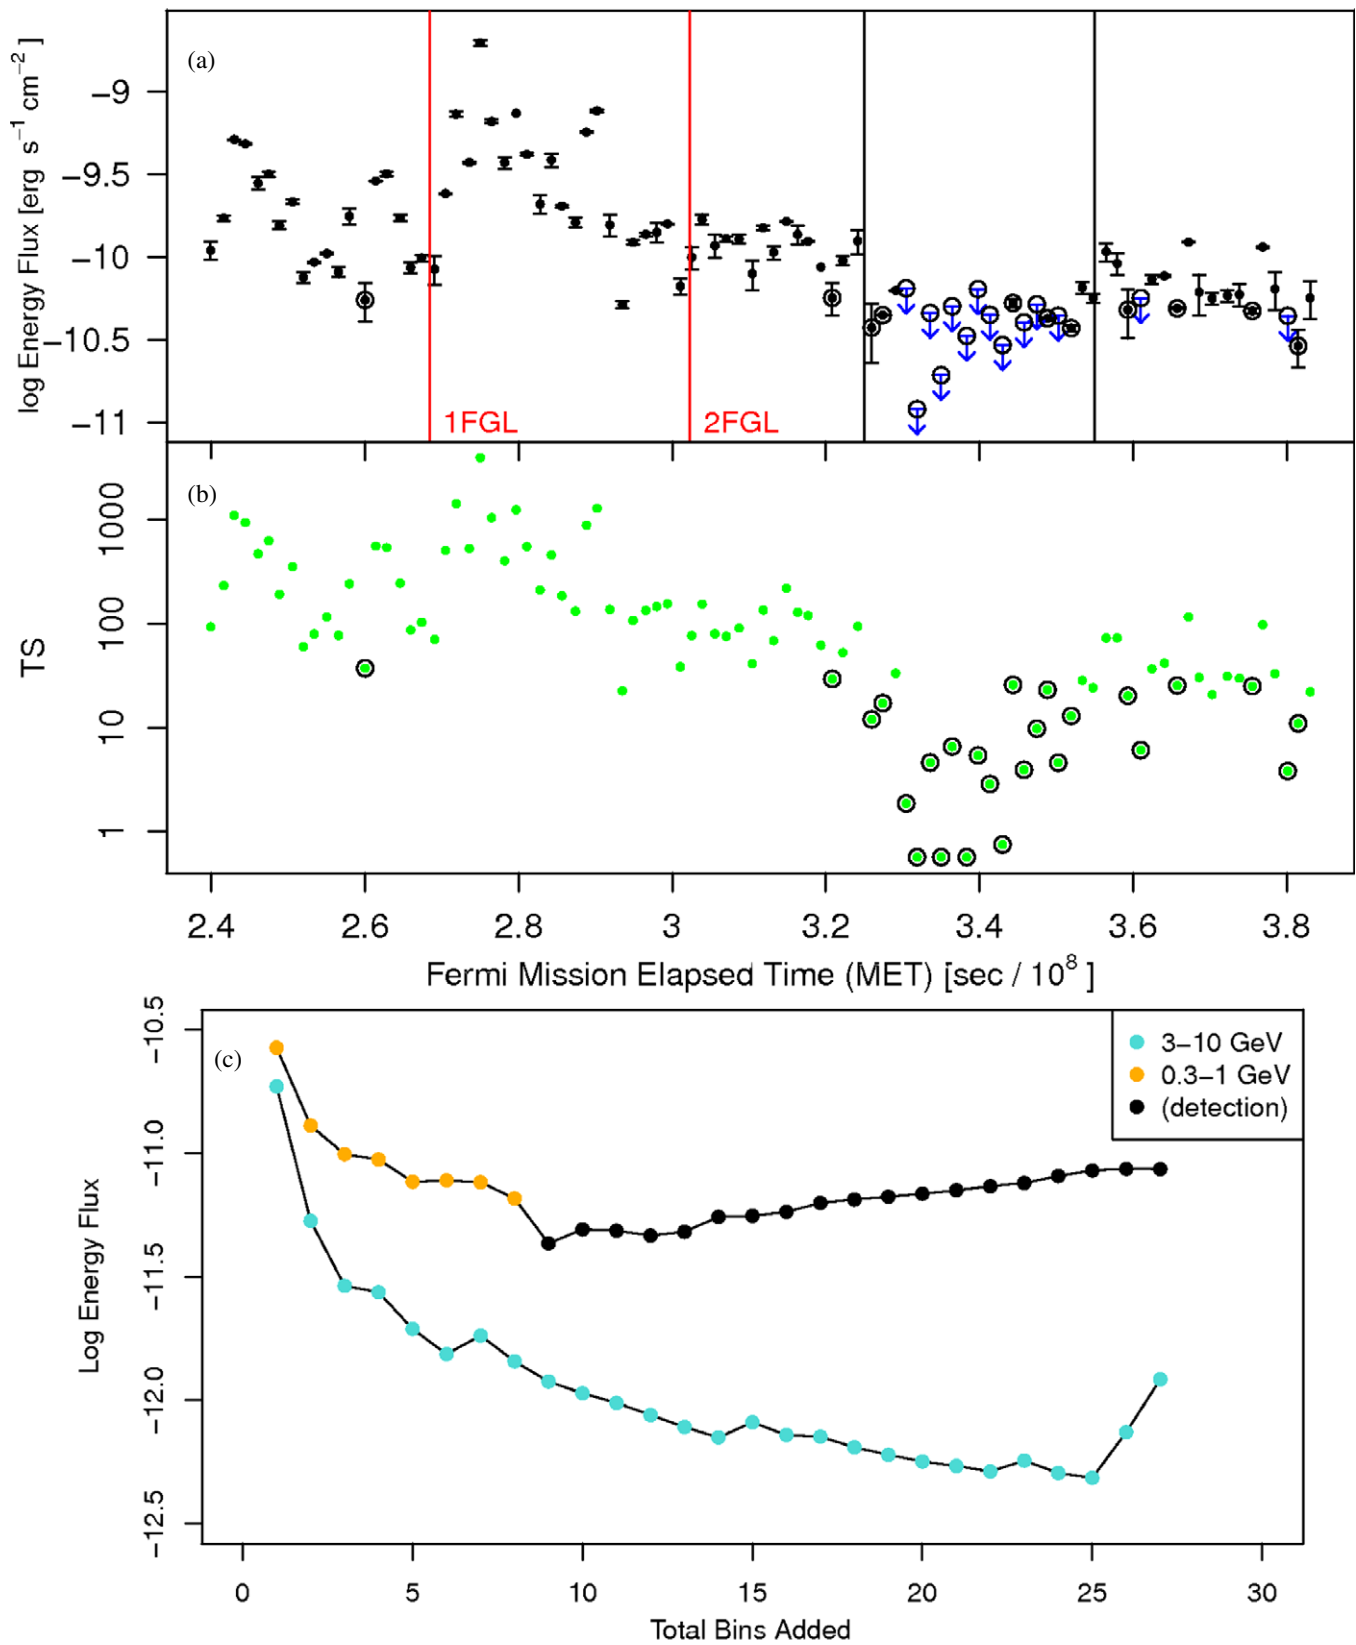 (a)
log Energy Flux [erg s⁻¹ cm⁻²]
−9
−9.5
−10
−10.5
−11
1FGL
2FGL
(b)
TS
1000
100
10
1
2.4 2.6 2.8 3 3.2 3.4 3.6 3.8
Fermi Mission Elapsed Time (MET) [sec / 10⁸ ]
(c)
Log Energy Flux
−10.5
−11.0
−11.5
−12.0
−12.5
3−10 GeV
0.3−1 GeV
(detection)
0 5 10 15 20 25 30
Total Bins Added